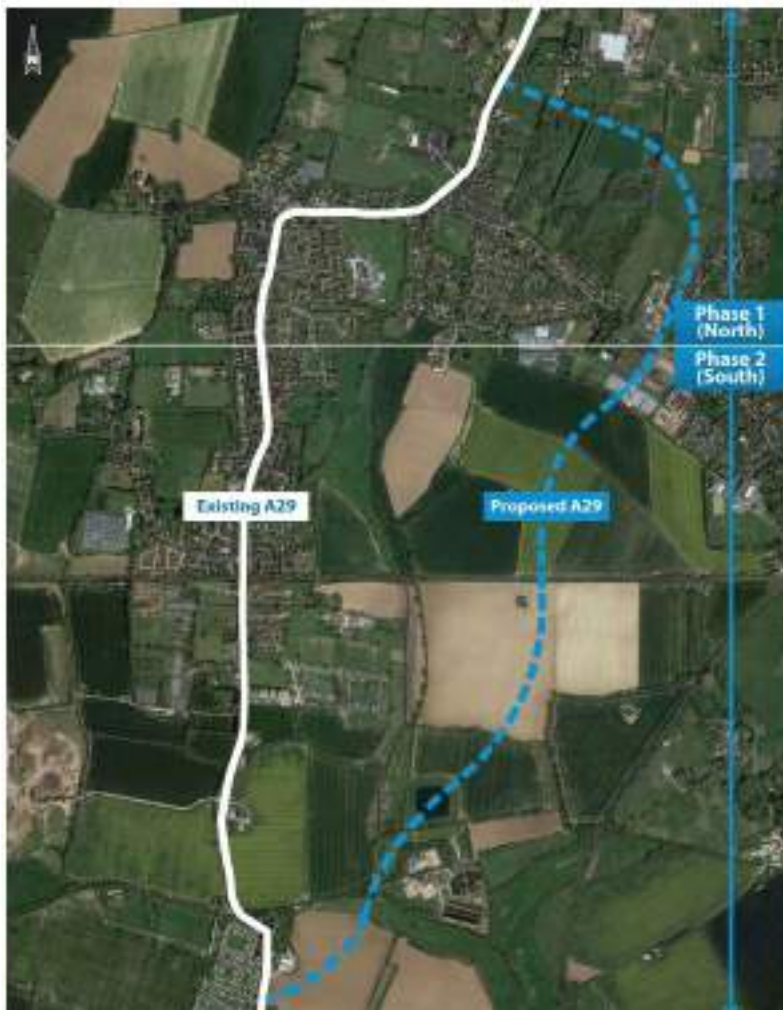 Phase 1
(North)
Phase 2
(South)
Existing A29
Proposed A29